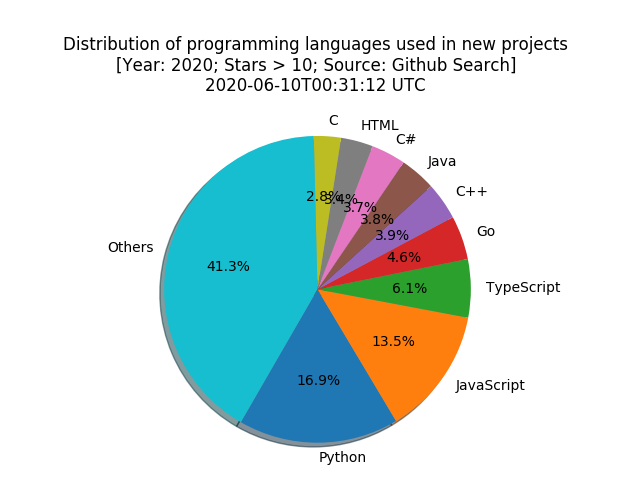 Distribution of programming languages used in new projects
[Year: 2020; Stars > 10; Source: Github Search]
2020-06-10T00:31:12 UTC
C
HTML
C#
Java
C++
Go
TypeScript
JavaScript
Python
Others
2.8%
3.4%
3.7%
3.8%
3.9%
4.6%
6.1%
13.5%
16.9%
41.3%